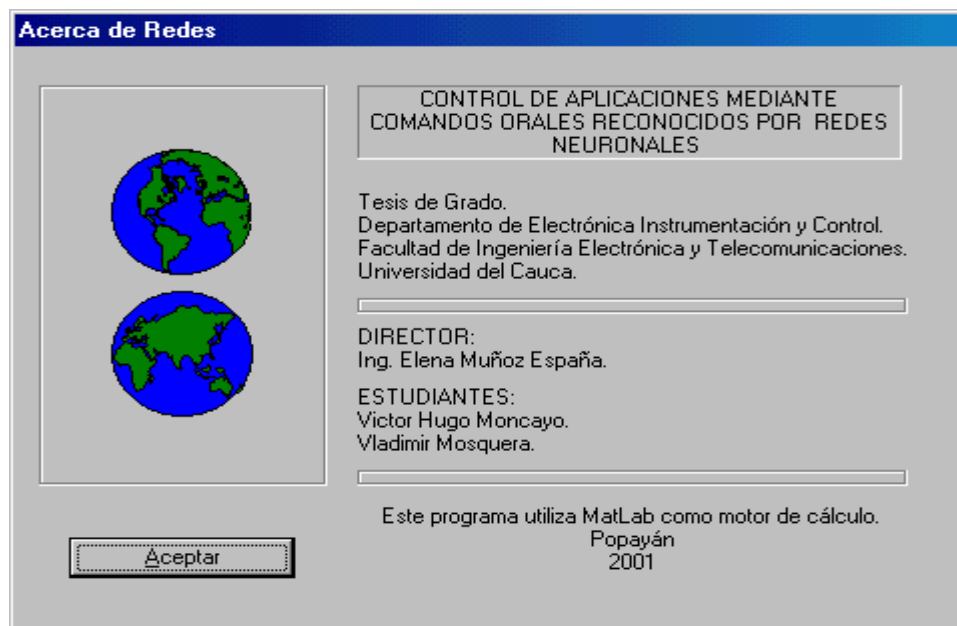 Acerca de Redes
CONTROL DE APLICACIONES MEDIANTE
COMANDOS ORALES RECONOCIDOS POR REDES
NEURONALES
Tesis de Grado.
Departamento de Electrónica Instrumentación y Control.
Facultad de Ingeniería Electrónica y Telecomunicaciones.
Universidad del Cauca.
DIRECTOR:
Ing. Elena Muñoz España.
ESTUDIANTES:
Victor Hugo Moncayo.
Vladimir Mosquera.
Este programa utiliza MatLab como motor de cálculo.
Popayán
2001
Aceptar